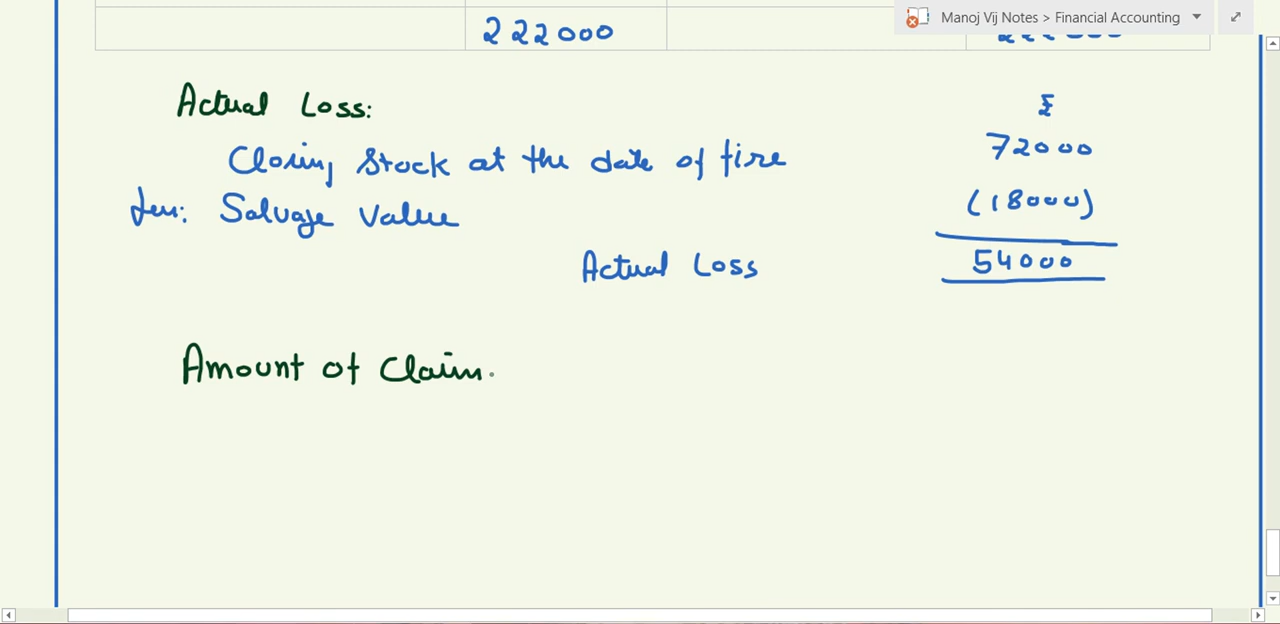 Manoj Vij Notes > Financial Accounting
222000
Actual Loss:
Closing Stock at the date of fire 72000
Less: Salvage Value (18000)
Actual Loss 54000
Amount of Claim.